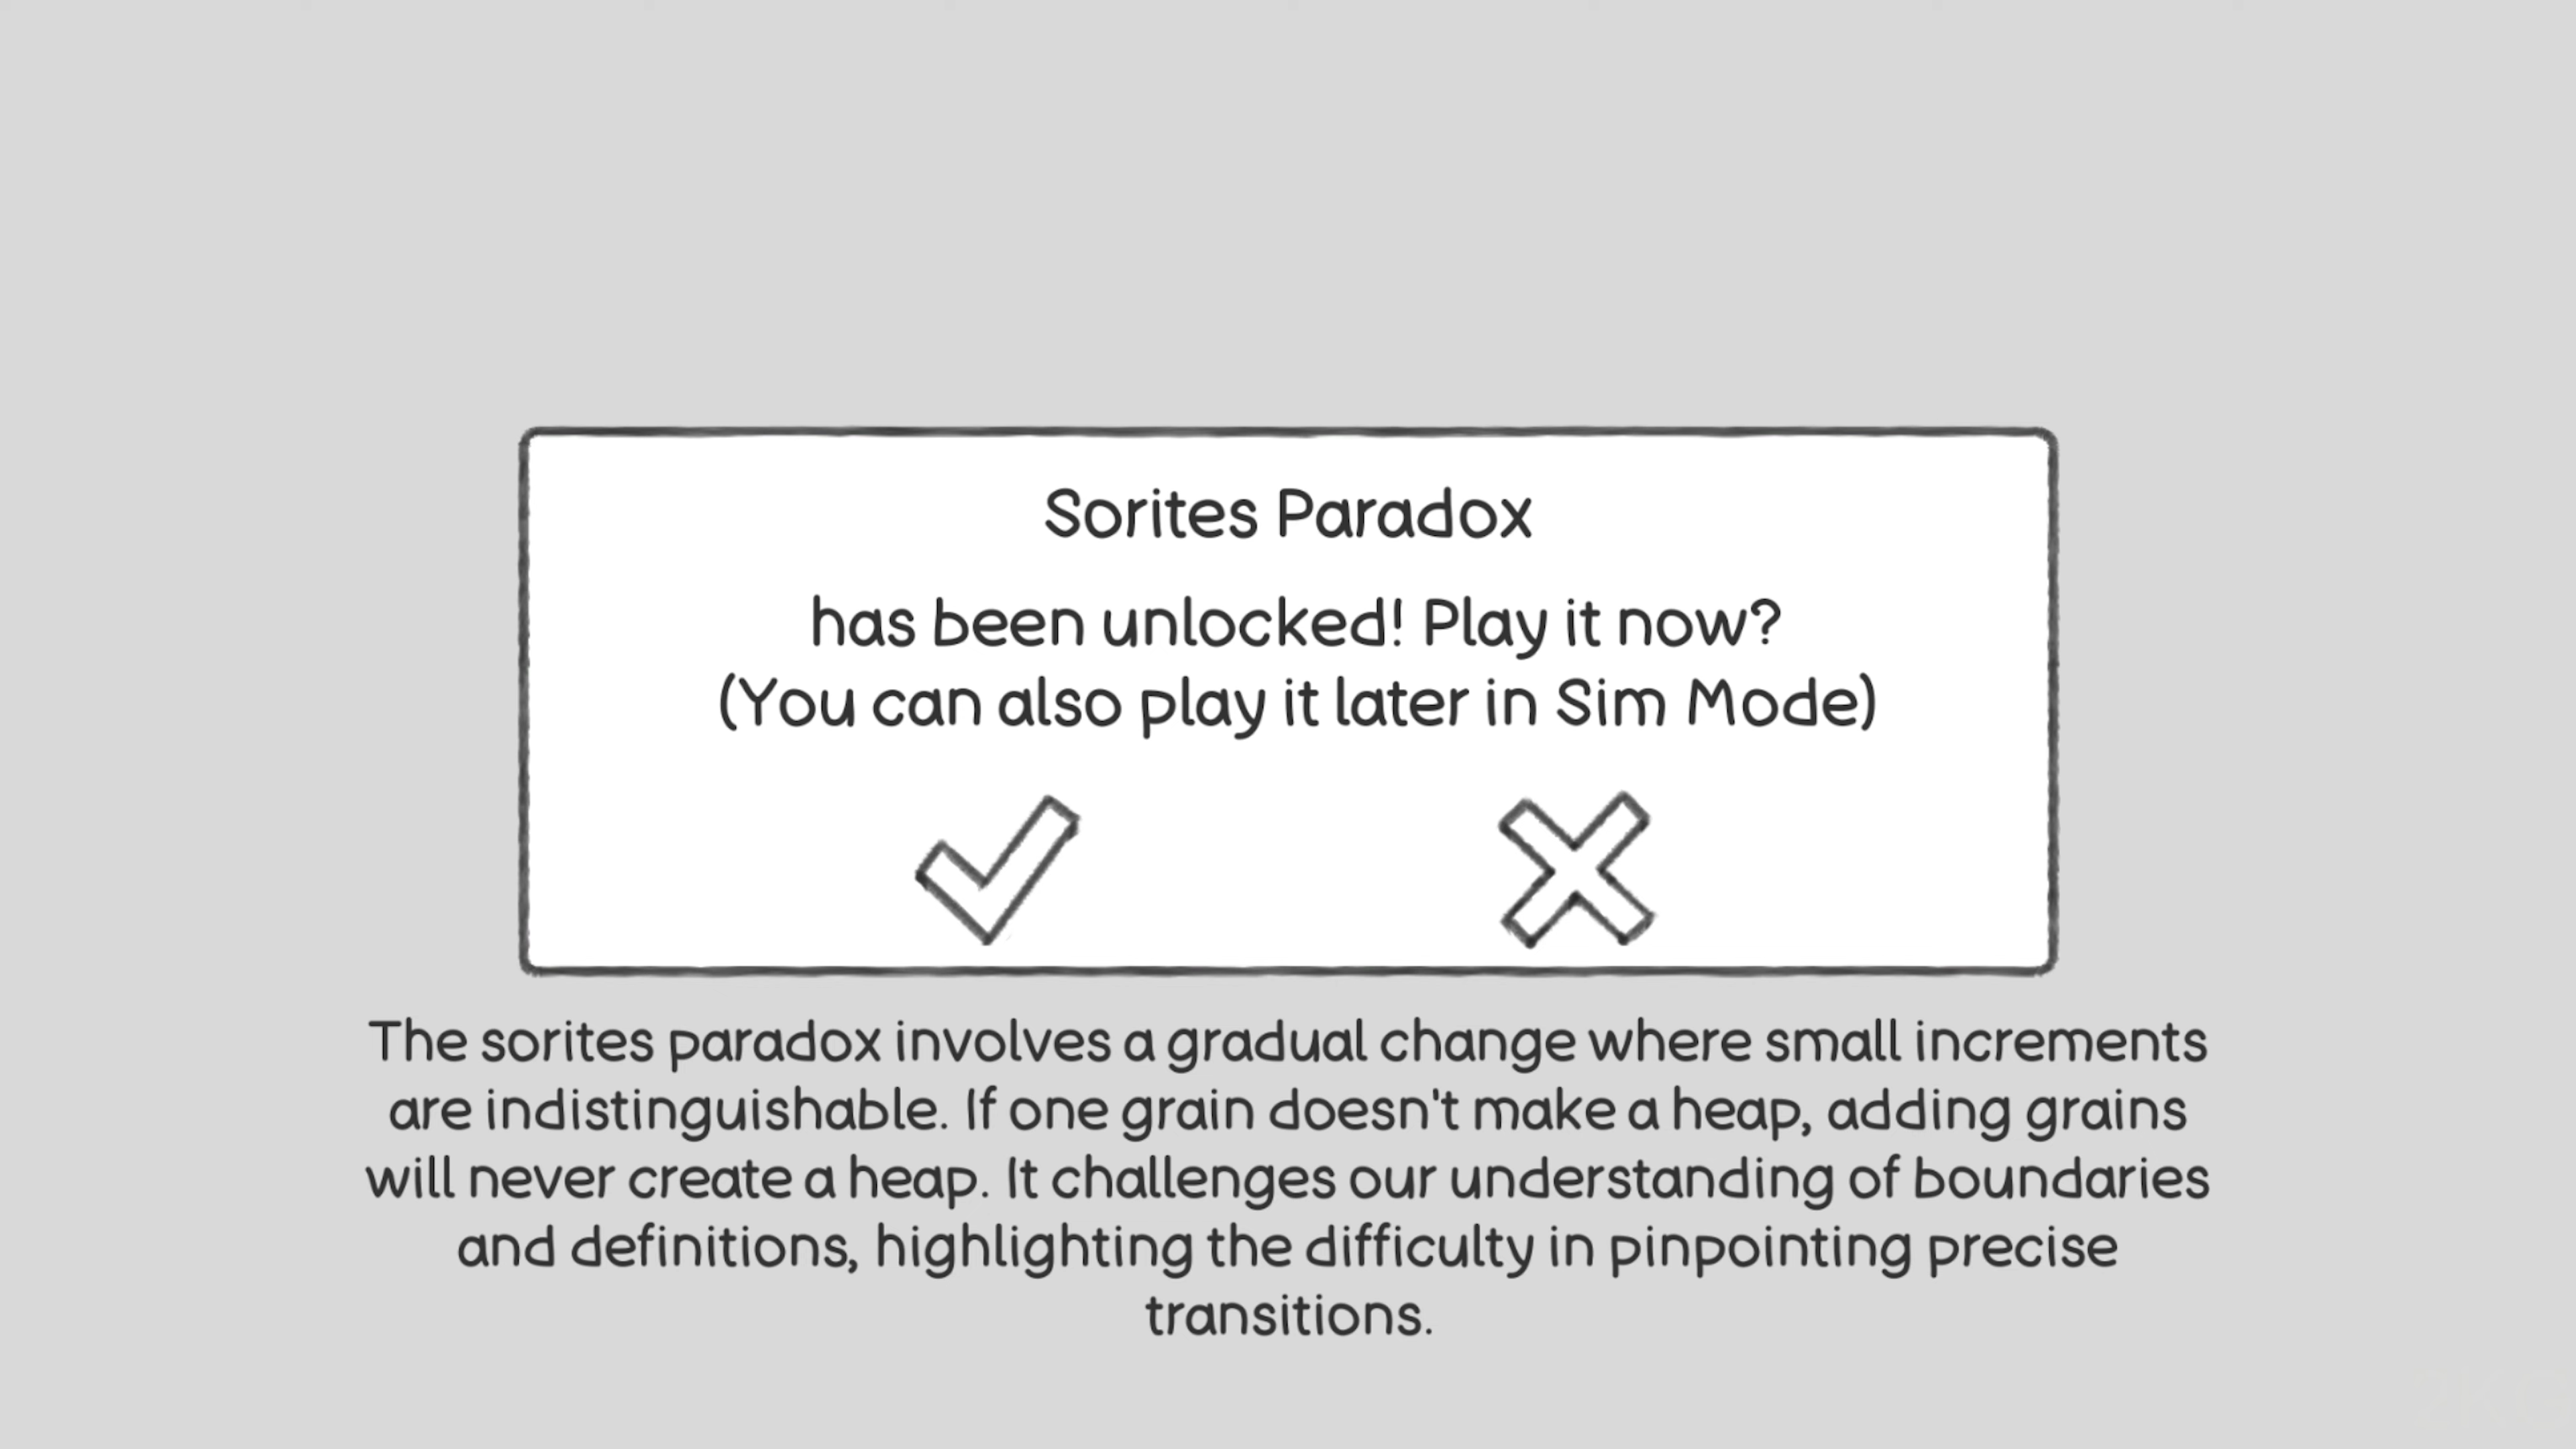 Sorites Paradox
has been unlocked! Play it now?
(You can also play it later in Sim Mode)
The sorites paradox involves a gradual change where small increments
are indistinguishable. If one grain doesn't make a heap, adding grains
will never create a heap. It challenges our understanding of boundaries
and definitions, highlighting the difficulty in pinpointing precise
transitions.